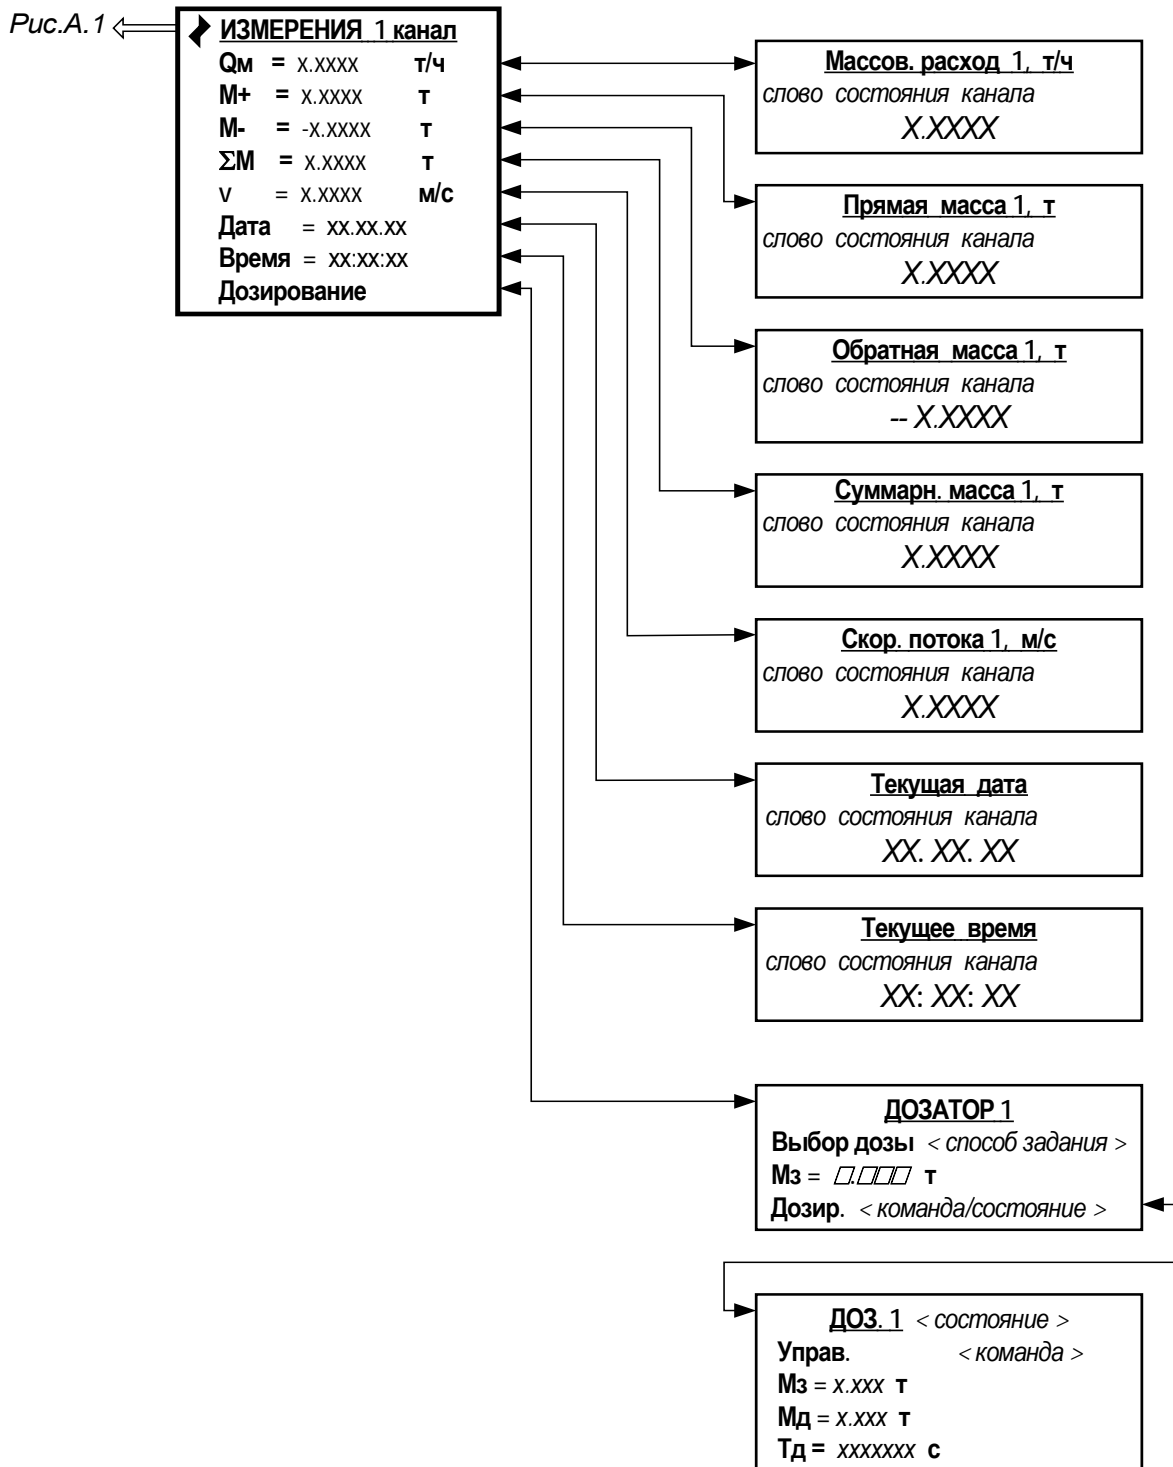 Рис.А.1
ИЗМЕРЕНИЯ 1 канал
Qм = x.xxxx т/ч
M+ = x.xxxx т
M- = -x.xxxx т
ΣM = x.xxxx т
v = x.xxxx м/с
Дата = xx.xx.xx
Время = xx:xx:xx
Дозирование
Массов. расход 1, т/ч
слово состояния канала
X.XXXX
Прямая масса 1, т
слово состояния канала
X.XXXX
Обратная масса 1, т
слово состояния канала
-- X.XXXX
Суммарн. масса 1, т
слово состояния канала
X.XXXX
Скор. потока 1, м/с
слово состояния канала
X.XXXX
Текущая дата
слово состояния канала
XX. XX. XX
Текущее время
слово состояния канала
XX: XX: XX
ДОЗАТОР 1
Выбор дозы < способ задания >
Мз = ▯.▯▯▯ т
Дозир. < команда/состояние >
ДОЗ. 1 < состояние >
Управ. < команда >
Мз = x.xxx т
Мд = x.xxx т
Тд = xxxxxxx с